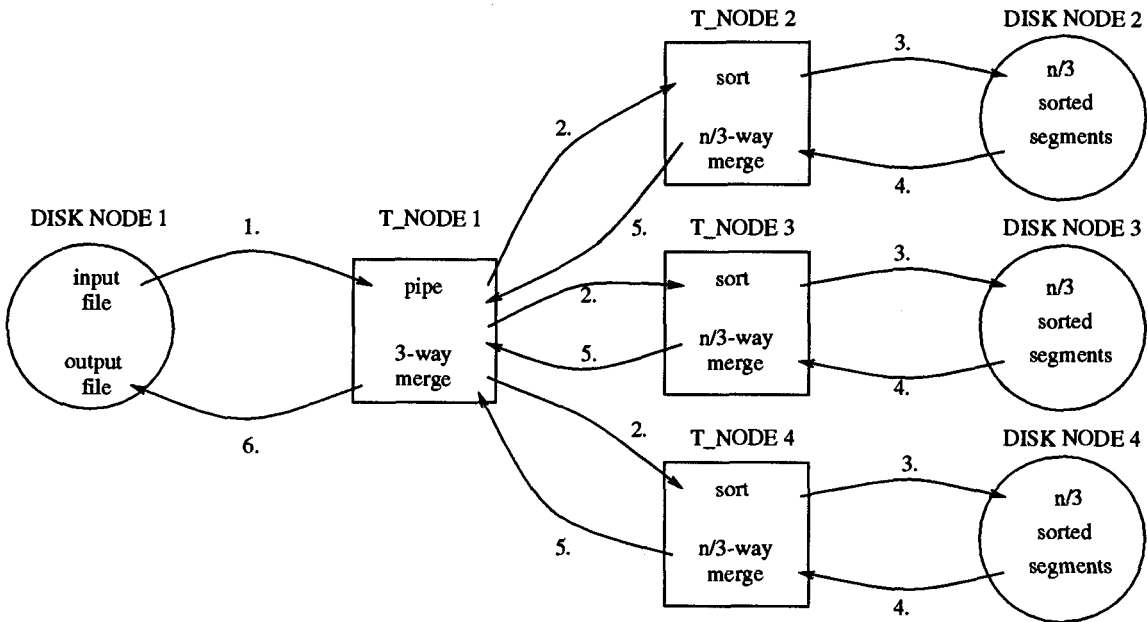 T_NODE 2
DISK NODE 2
3.
sort
n/3
sorted
segments
2.
n/3-way
merge
4.
5.
DISK NODE 1
1.
T_NODE 1
T_NODE 3
DISK NODE 3
3.
input
file
pipe
2.
sort
n/3
sorted
segments
3-way
merge
5.
n/3-way
merge
4.
output
file
6.
2.
T_NODE 4
DISK NODE 4
3.
sort
n/3
sorted
segments
5.
n/3-way
merge
4.